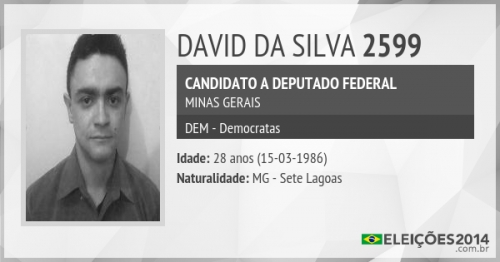 DAVID DA SILVA 2599
CANDIDATO A DEPUTADO FEDERAL
MINAS GERAIS
DEM - Democratas
Idade: 28 anos (15-03-1986)
Naturalidade: MG - Sete Lagoas
ELEIÇÕES2014
.com.br